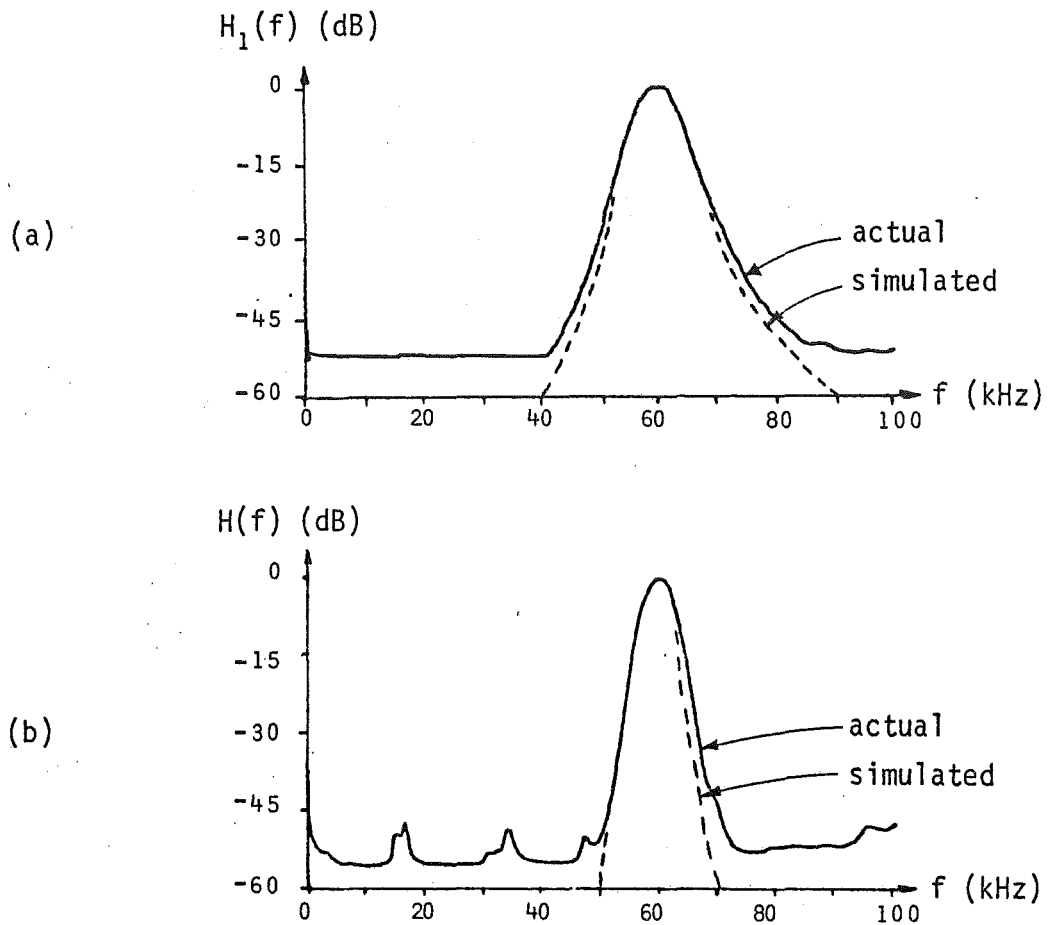 H₁(f) (dB)
0
-15
(a)
-30
actual
simulated
-45
-60
f (kHz)
0 20 40 60 80 100
H(f) (dB)
0
-15
(b)
-30
actual
simulated
-45
-60
f (kHz)
0 20 40 60 80 100